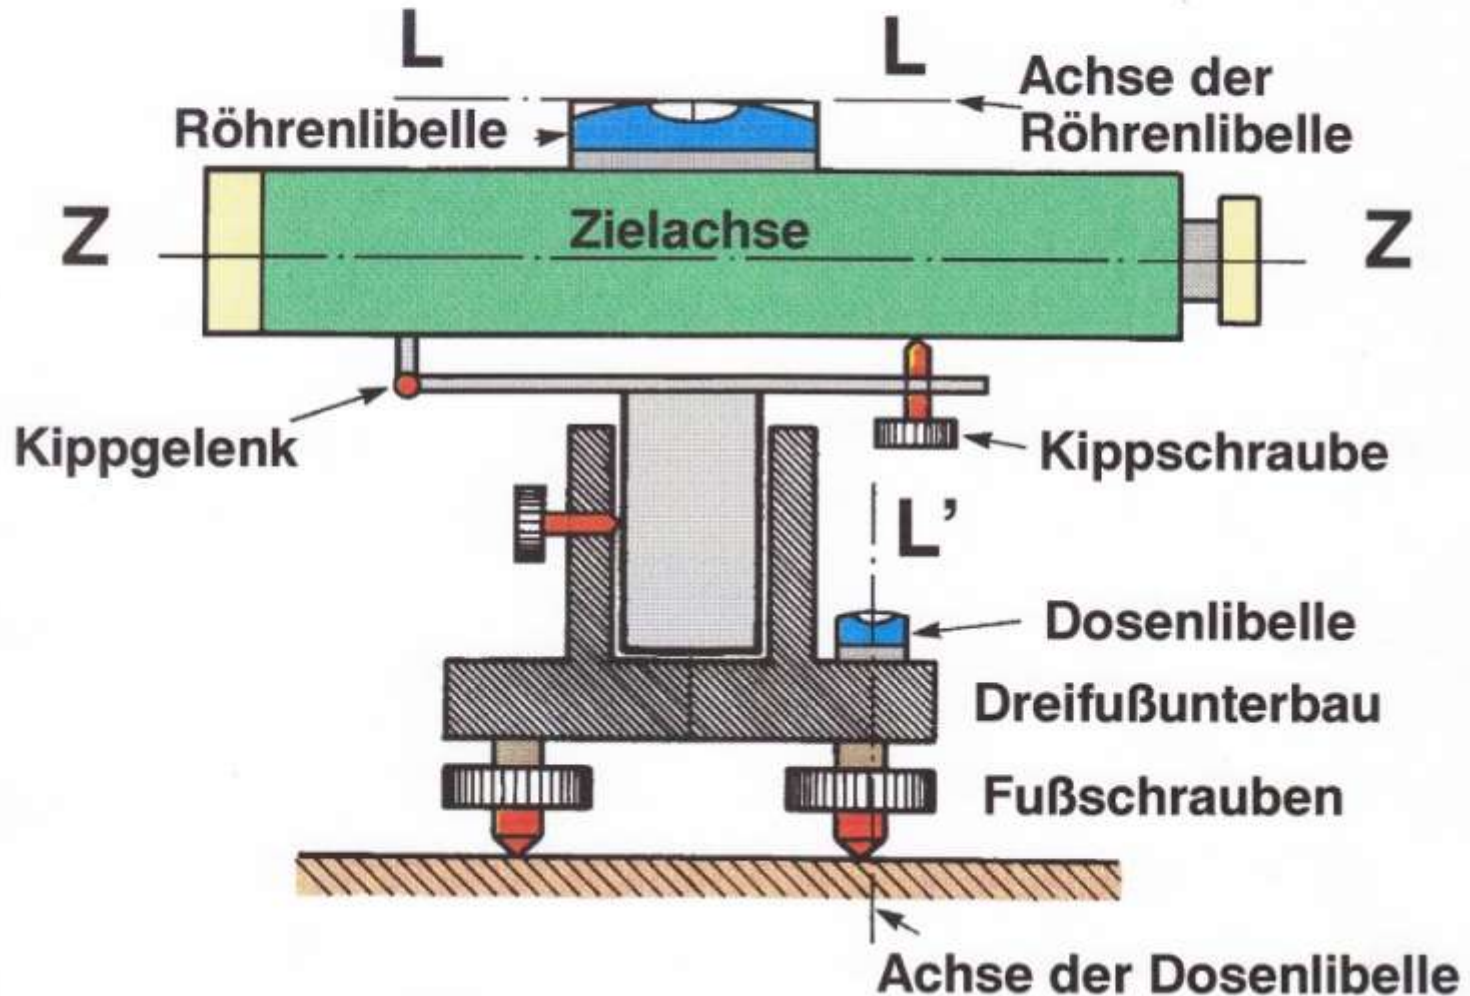 L
L
Achse der
Röhrenlibelle
Röhrenlibelle
Z
Zielachse
Z
Kippgelenk
Kippschraube
L’
Dosenlibelle
Dreifußunterbau
Fußschrauben
Achse der Dosenlibelle